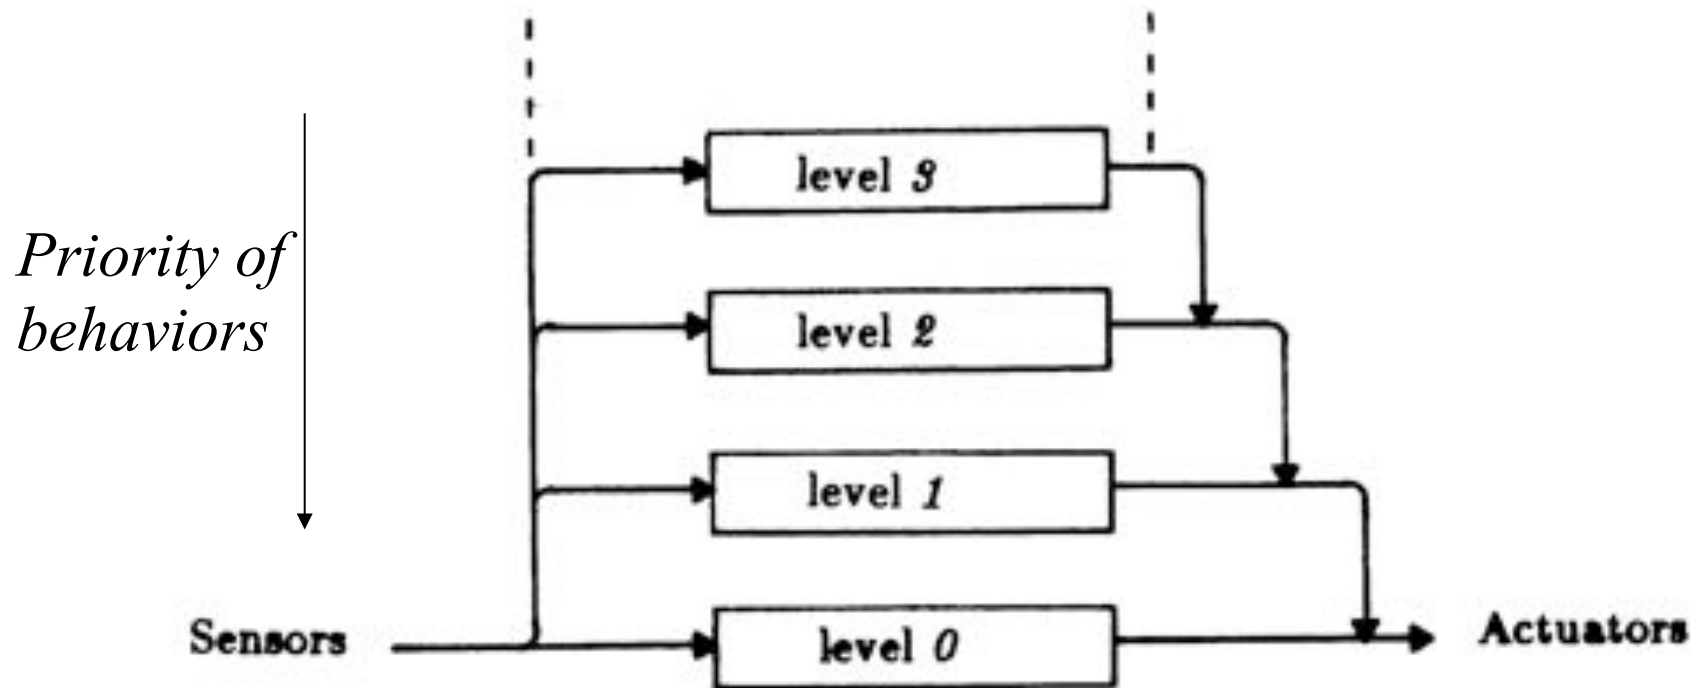 level 3
Priority of
behaviors
level 2
level 1
Sensors
level 0
Actuators